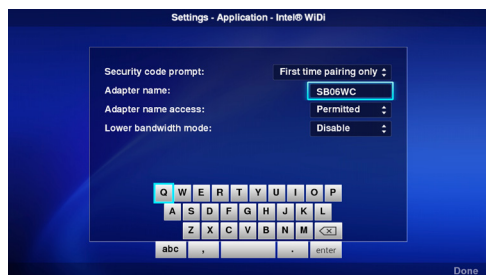 Settings - Application - Intel® WiDi
Security code prompt: First time pairing only
Adapter name: SB06WC
Adapter name access: Permitted
Lower bandwidth mode: Disable
Q W E R T Y U I O P
A S D F G H J K L
Z X C V B N M
abc , . enter
Done